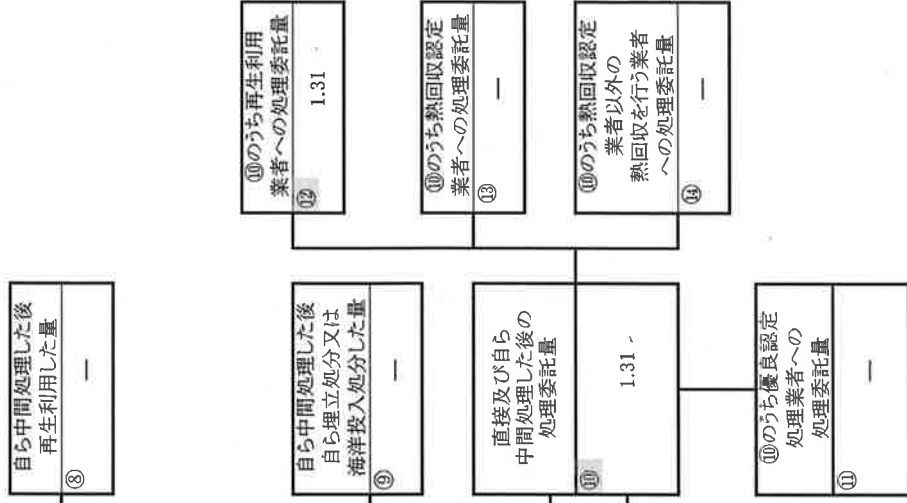 自ら中間処理した後
再生利用した量
⑧
—
自ら中間処理した後
自ら埋立処分又は
海洋投入処分した量
⑨
—
直接及び自ら
中間処理した後の
処理委託量
⑩
1.31
⑩のうち優良認定
処理業者への
処理委託量
⑪
—
⑩のうち再生利用
業者への処理委託量
⑫
1.31
⑩のうち熱回収認定
業者への処理委託量
⑬
—
⑩のうち熱回収認定
業者以外の
熱回収を行う業者
への処理委託量
⑭
—